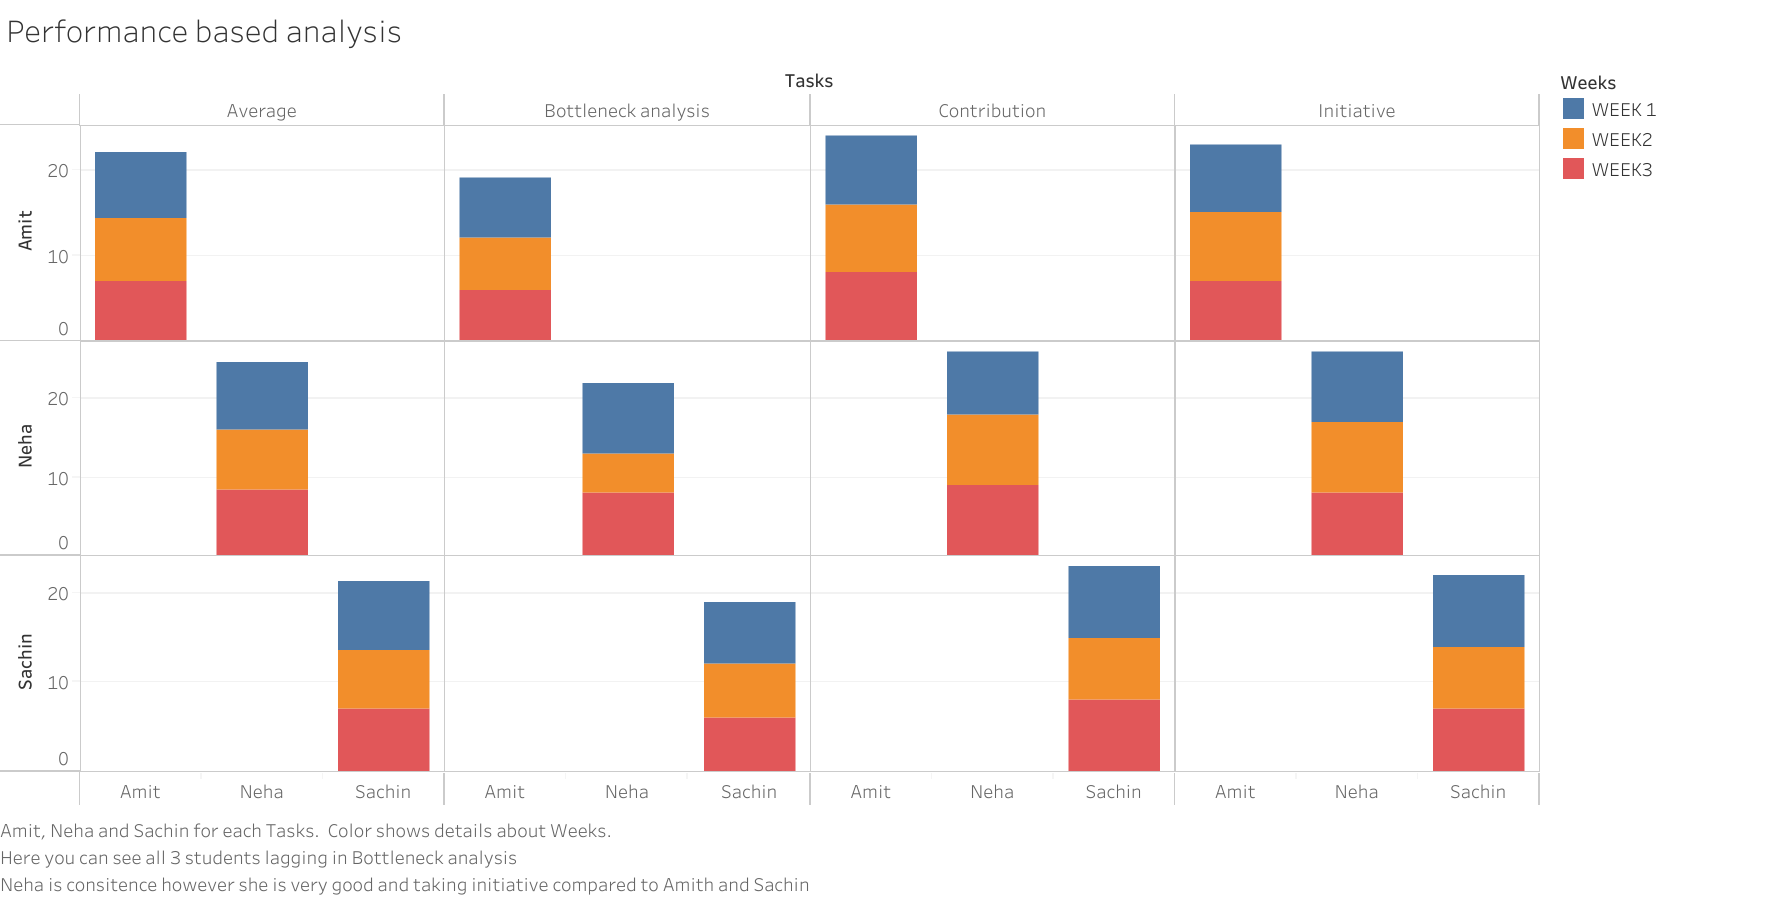 Performance based analysis
Tasks
Weeks
Average Bottleneck analysis Contribution Initiative
WEEK 1
WEEK2
WEEK3
Amit
20
10
0
Neha
20
10
0
Sachin
20
10
0
Amit Neha Sachin Amit Neha Sachin Amit Neha Sachin Amit Neha Sachin
Amit, Neha and Sachin for each Tasks. Color shows details about Weeks.
Here you can see all 3 students lagging in Bottleneck analysis
Neha is consitence however she is very good and taking initiative compared to Amith and Sachin